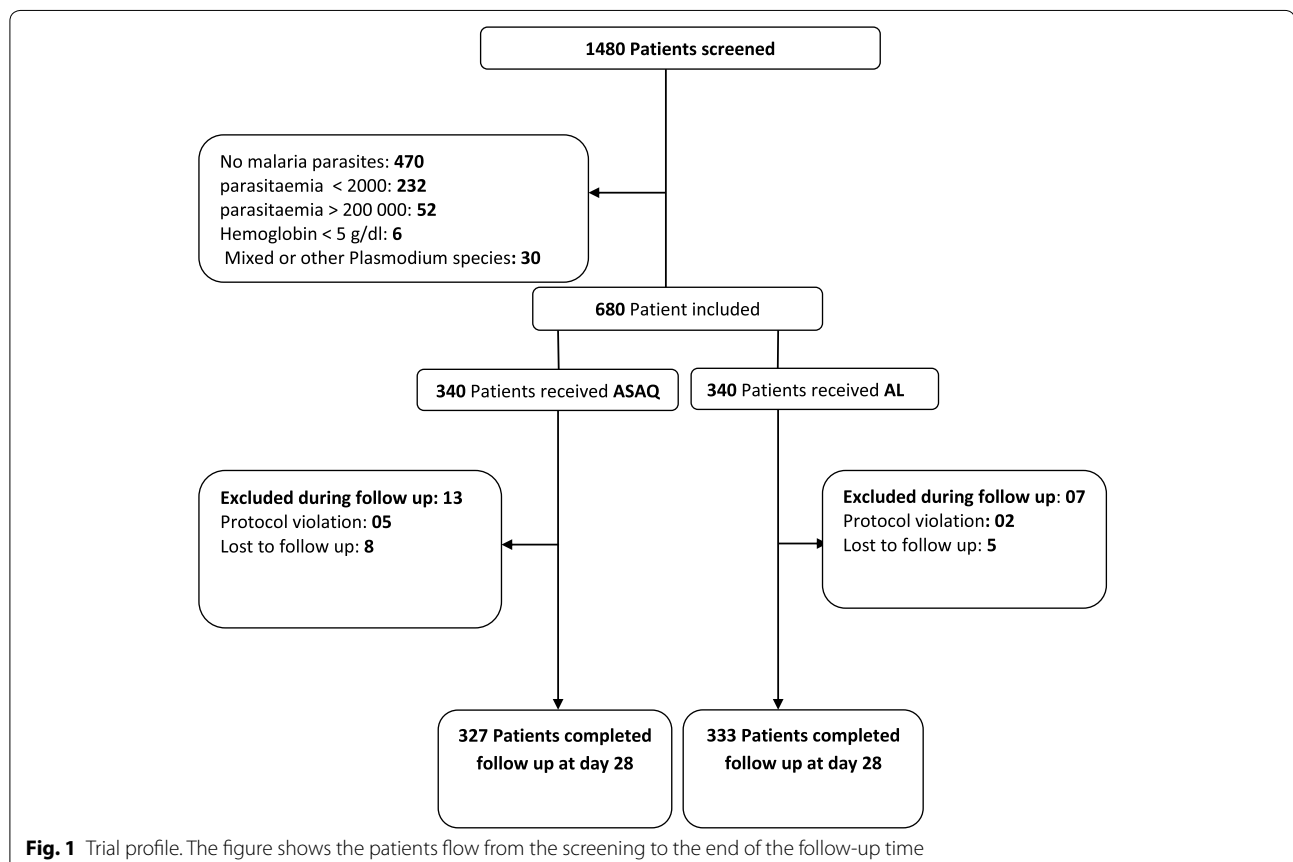 1480 Patients screened
No malaria parasites: 470
parasitaemia < 2000: 232
parasitaemia > 200 000: 52
Hemoglobin < 5 g/dl: 6
Mixed or other Plasmodium species: 30
680 Patient included
340 Patients received ASAQ
340 Patients received AL
Excluded during follow up: 13
Protocol violation: 05
Lost to follow up: 8
Excluded during follow up: 07
Protocol violation: 02
Lost to follow up: 5
327 Patients completed
follow up at day 28
333 Patients completed
follow up at day 28
Fig. 1 Trial profile. The figure shows the patients flow from the screening to the end of the follow-up time